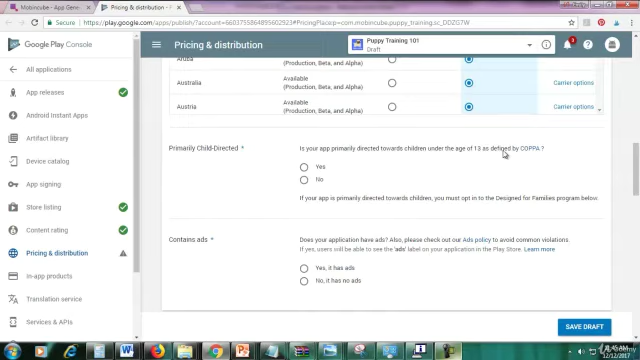 Mobincube - App Gene
Pricing & distribution
https://play.google.com/apps/publish/?account=6603755864895602923#PricingPlace:p=com.mobincube.puppy_training.sc_DDZG7W
Google Play Console
Pricing & distribution
Puppy Training 101
Draft
3
All applications
App releases
Android Instant Apps
Artifact library
Device catalog
App signing
Store listing
Content rating
Pricing & distribution
In-app products
Translation service
Services & APIs
Aruba
(Production, Beta, and Alpha)
Australia
Available
(Production, Beta, and Alpha)
Carrier options
Austria
Available
(Production, Beta, and Alpha)
Carrier options
Primarily Child-Directed *
Is your app primarily directed towards children under the age of 13 as defined by COPPA ?
Yes
No
If your app is primarily directed towards children, you must opt in to the Designed for Families program below.
Contains ads *
Does your application have ads? Also, please check out our Ads policy to avoid common violations
If yes, users will be able to see the 'ads' label on your application in the Play Store. Learn more
Yes, it has ads
No, it has no ads
SAVE DRAFT
12/12/2017